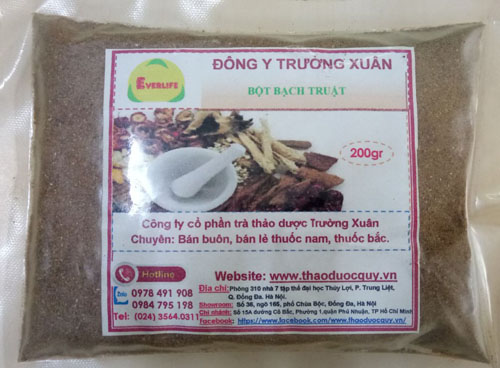 EVERLIFE
ĐÔNG Y TRƯỜNG XUÂN
BỘT BẠCH TRUẬT
200gr
Công ty cổ phần trà thảo dược Trường Xuân
Chuyên: Bán buôn, bán lẻ thuốc nam, thuốc bắc.
Hotline
Website: www.thaoduocquy.vn
Zalo
0978 491 908
0984 795 198
Tel: (024) 3564.0311
Địa chỉ:Phòng 310 nhà 7 tập thể đại học Thủy Lợi, P. Trung Liệt,
Q. Đống Đa. Hà Nội.
Showroom: Số 36, ngõ 165, phố Chùa Bộc, Đống Đa, Hà Nội
Chi nhánh: Số 15A đường Cô Bắc, Phường 1.quận Phú Nhuận, TP Hồ Chí Minh
Facebook: https://www.facebook.com/www.thaoduocquy.vn/